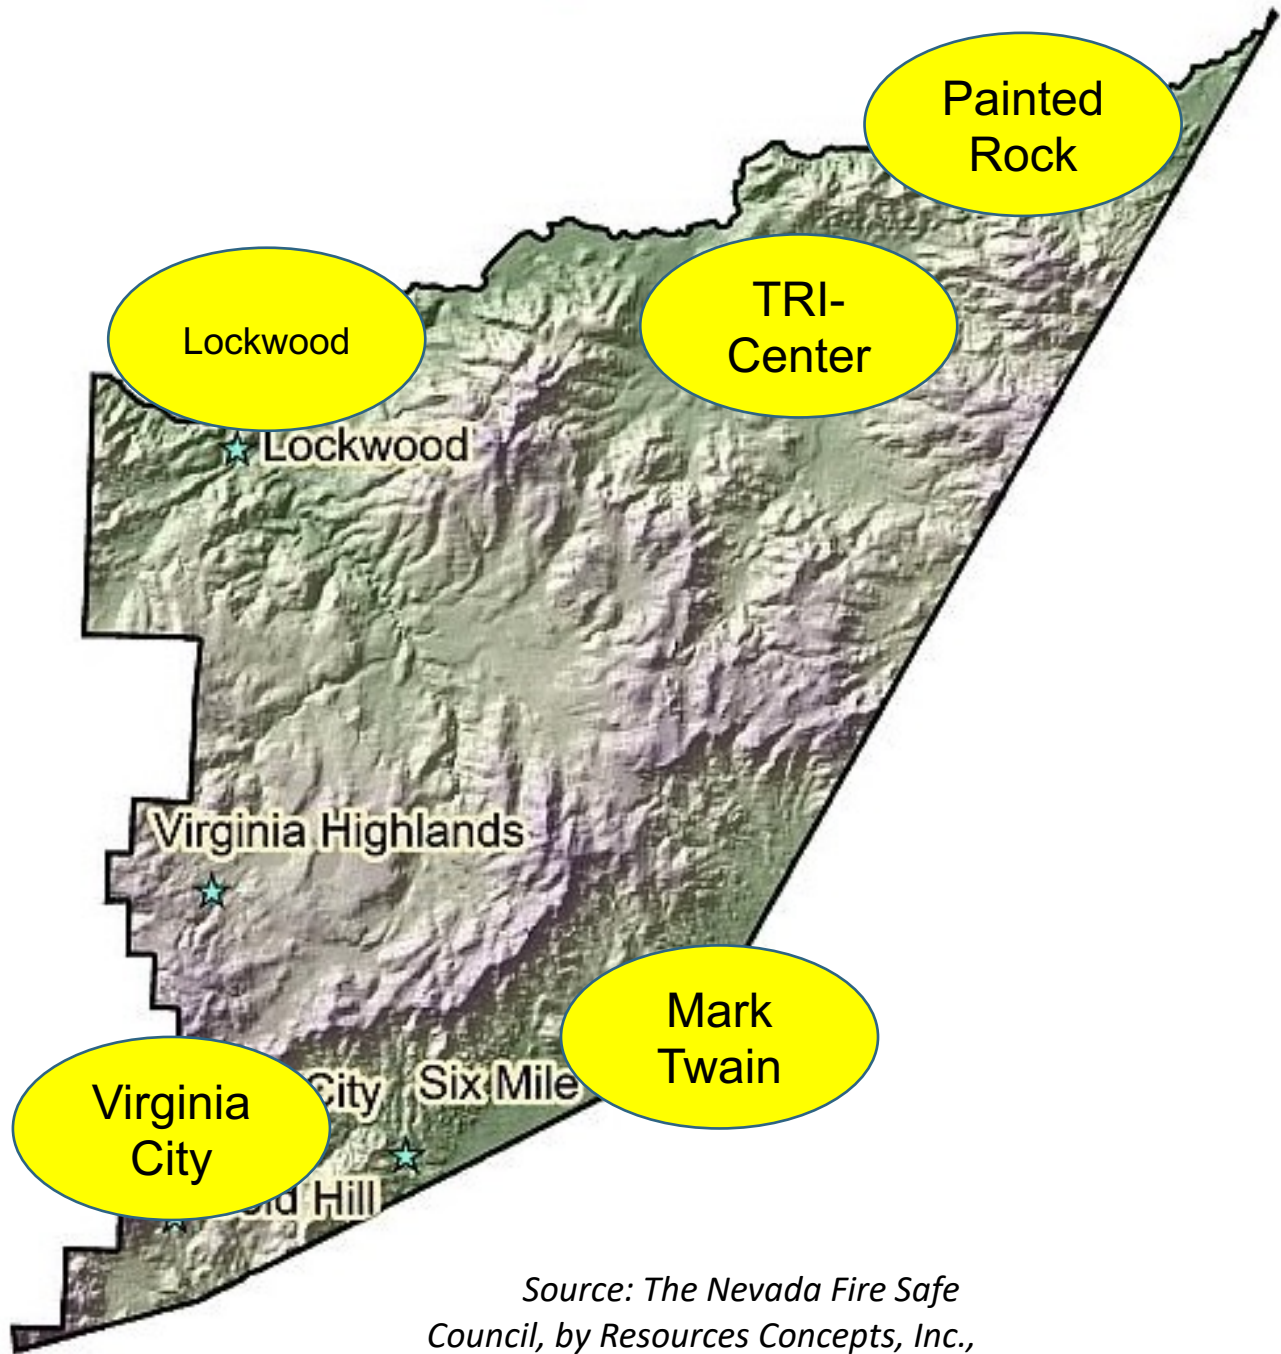 Painted
Rock
TRI-
Center
Lockwood
Lockwood
Virginia Highlands
Mark
Twain
Virginia
City
City
Six Mile
Hill
Source: The Nevada Fire Safe
Council, by Resources Concepts, Inc.,